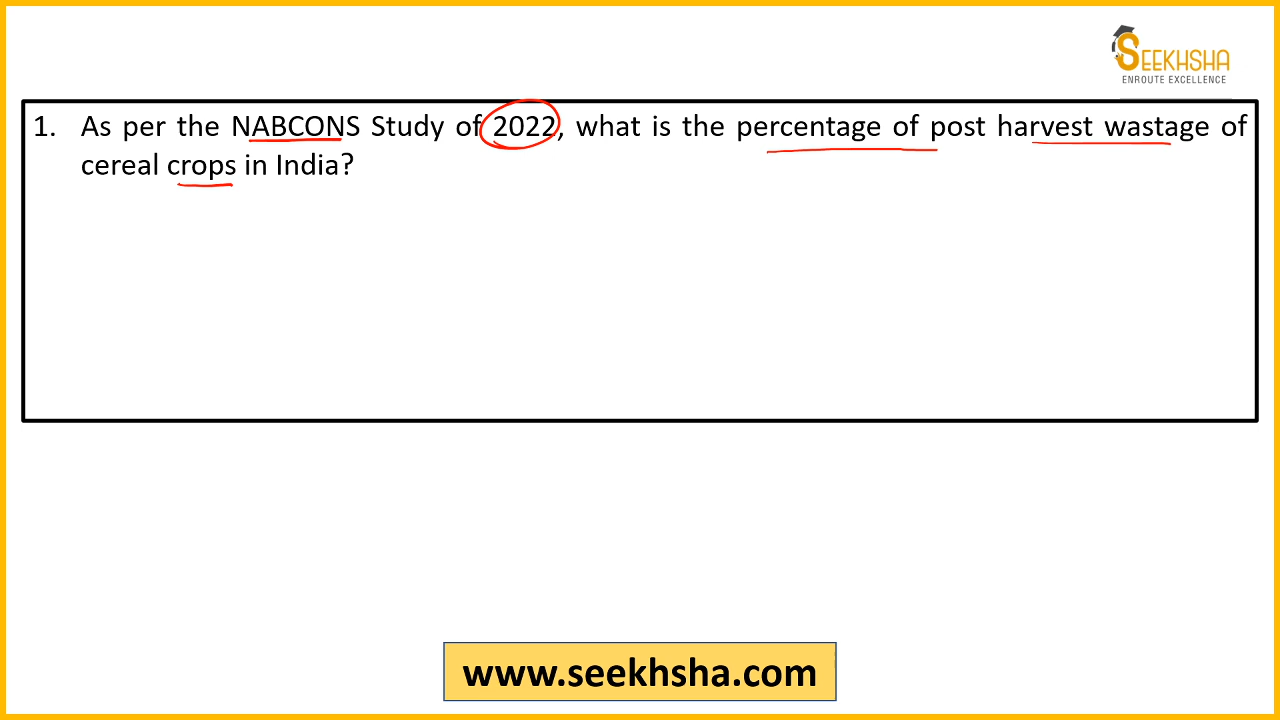 SEEKHSHA
ENROUTE EXCELLENCE
1. As per the NABCONS Study of 2022, what is the percentage of post harvest wastage of
cereal crops in India?
www.seekhsha.com